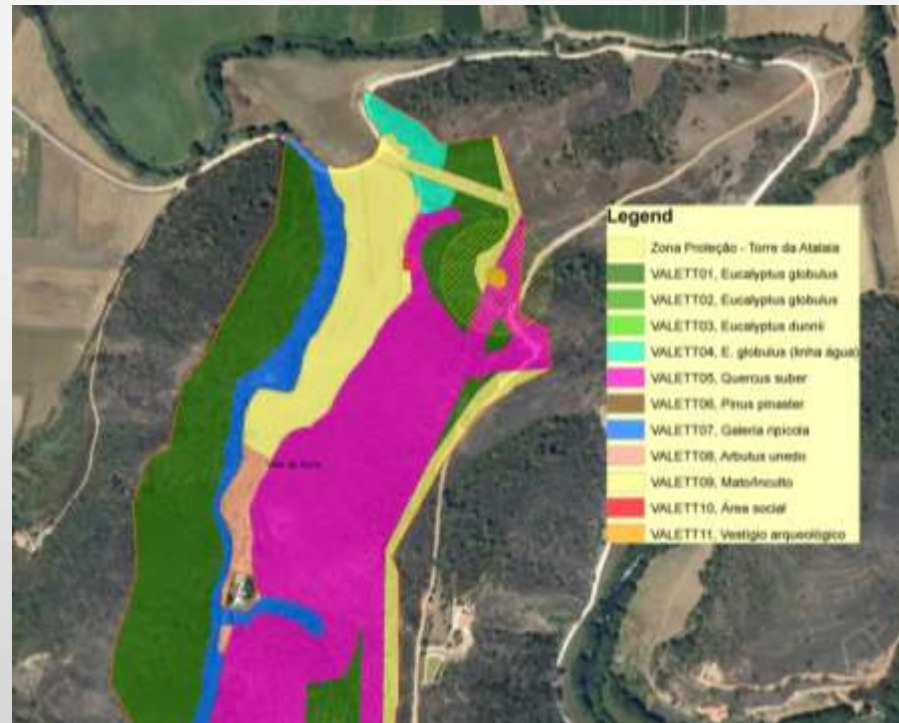 Legend
Zona Proteção - Torre da Atalaia
VALETT01, Eucalyptus globulus
VALETT02, Eucalyptus globulus
VALETT03, Eucalyptus dunnii
VALETT04, E. globulus (linha água)
VALETT05, Quercus suber
VALETT06, Pinus pinaster
VALETT07, Galeria ripícola
VALETT08, Arbutus unedo
VALETT09, Mato/Inculto
VALETT10, Área social
VALETT11, Vestígio arqueológico